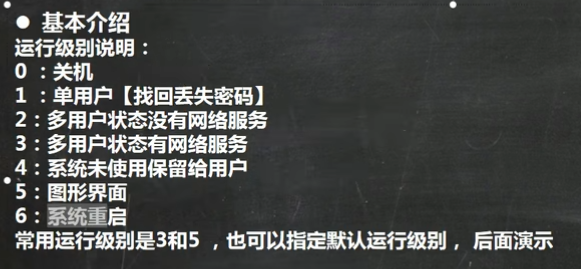 ● 基本介绍
运行级别说明：
0 ：关机
1 ：单用户【找回丢失密码】
2：多用户状态没有网络服务
3：多用户状态有网络服务
4：系统未使用保留给用户
5：图形界面
6：系统重启
常用运行级别是3和5 ，也可以指定默认运行级别， 后面演示